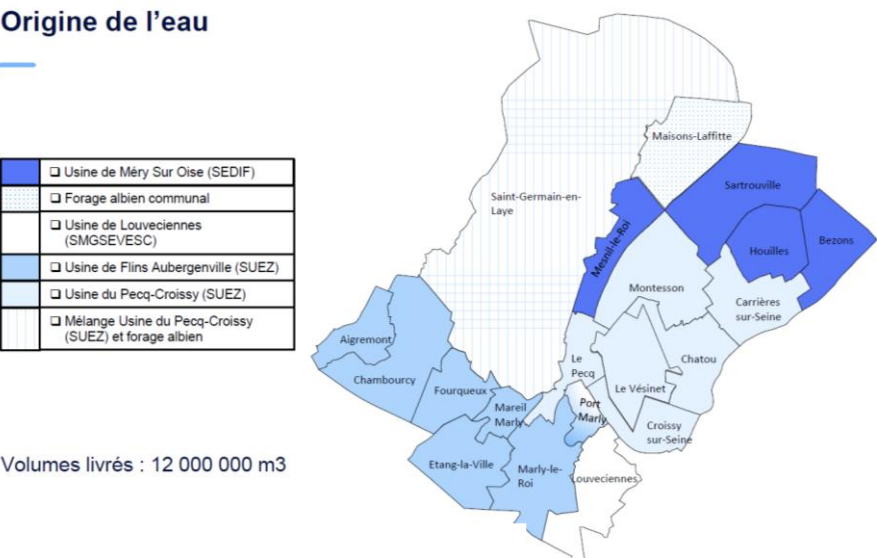 Origine de l'eau
❑ Usine de Méry Sur Oise (SEDIF)
❑ Forage albien communal
❑ Usine de Louveciennes
(SMGSEVESC)
❑ Usine de Flins Aubergenville (SUEZ)
❑ Usine du Pecq-Croissy (SUEZ)
❑ Mélange Usine du Pecq-Croissy
(SUEZ) et forage albien
Volumes livrés : 12 000 000 m3
Maisons-Laffitte
Sartrouville
Saint-Germain-en-
Laye
Mesnil-le-Roi
Houilles
Bezons
Montesson
Carrières
sur-Seine
Aigremont
Chambourcy
Fourqueux
Le
Pecq
Chatou
Le Vésinet
Mareil
Marly
Port
Marly
Croissy
sur-Seine
Etang-la-Ville
Marly-le-
Roi
Louveciennes